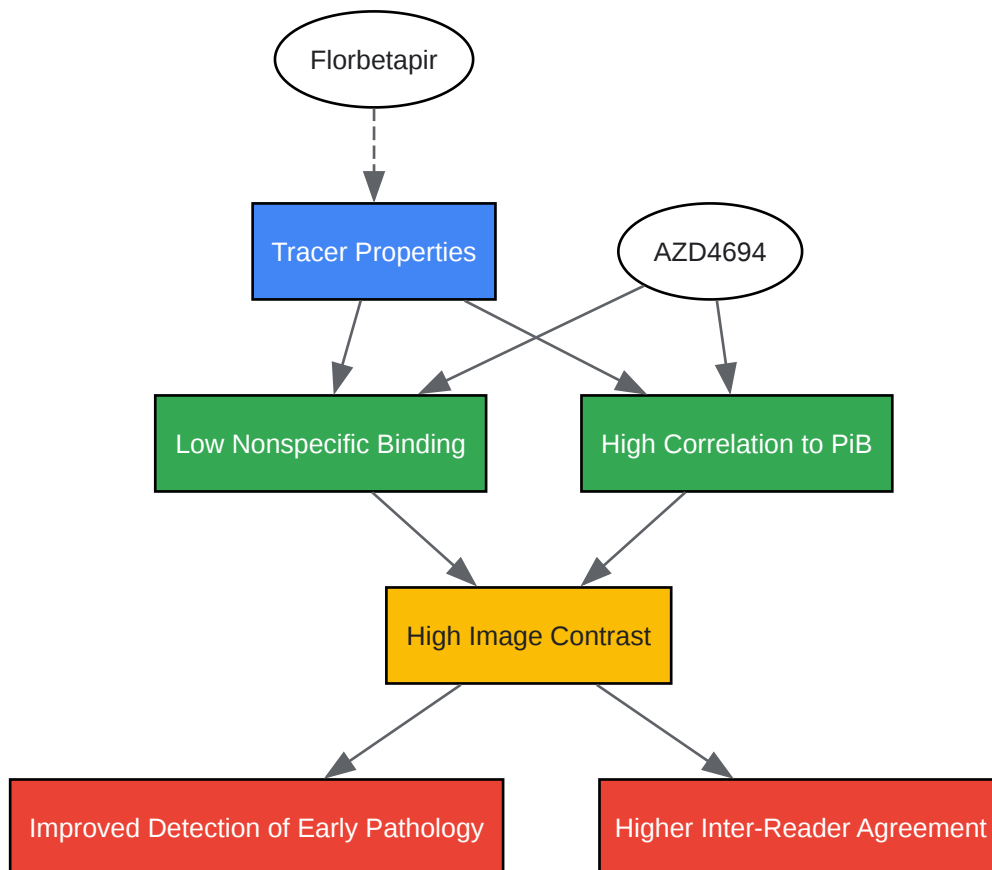 Florbetapir
Tracer Properties
AZD4694
Low Nonspecific Binding
High Correlation to PiB
High Image Contrast
Improved Detection of Early Pathology
Higher Inter-Reader Agreement